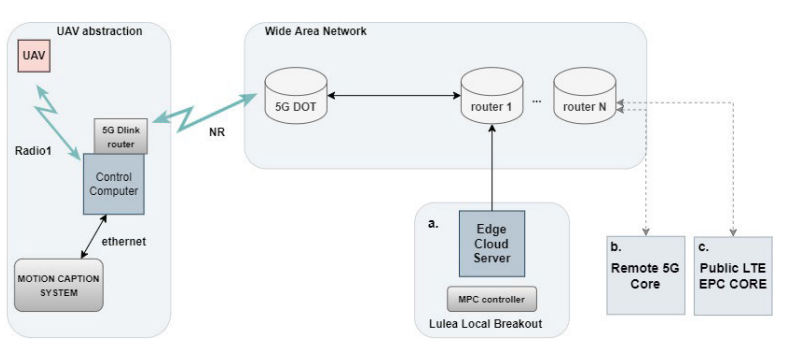 UAV abstraction
UAV
Radio1
5G Dlink
router
Control
Computer
ethernet
MOTION CAPTION
SYSTEM
NR
Wide Area Network
5G DOT
router 1
...
router N
a.
Edge
Cloud
Server
MPC controller
Lulea Local Breakout
b.
Remote 5G
Core
c.
Public LTE
EPC CORE